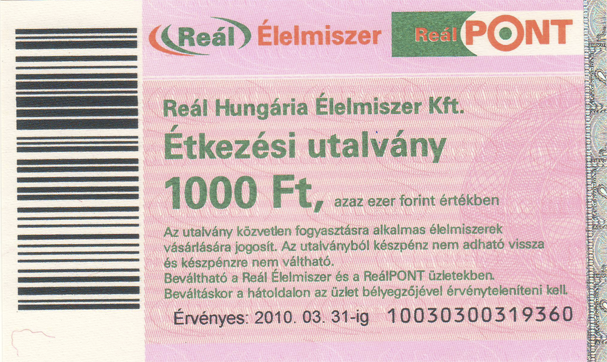 Reál Élelmiszer Reál PONT
Reál Hungária Élelmiszer Kft.
Étkezési utalvány
1000 Ft, azaz ezer forint értékben
Az utalvány közvetlen fogyasztásra alkalmas élelmiszerek
vásárlására jogosít. Az utalványból készpénz nem adható vissza
és készpénzre nem váltható.
Beváltható a Reál Élelmiszer és a ReálPONT üzletekben.
Beváltáskor a hátoldalon az üzlet bélyegzőjével érvényteleníteni kell.
Érvényes: 2010. 03. 31-ig 10030300319360